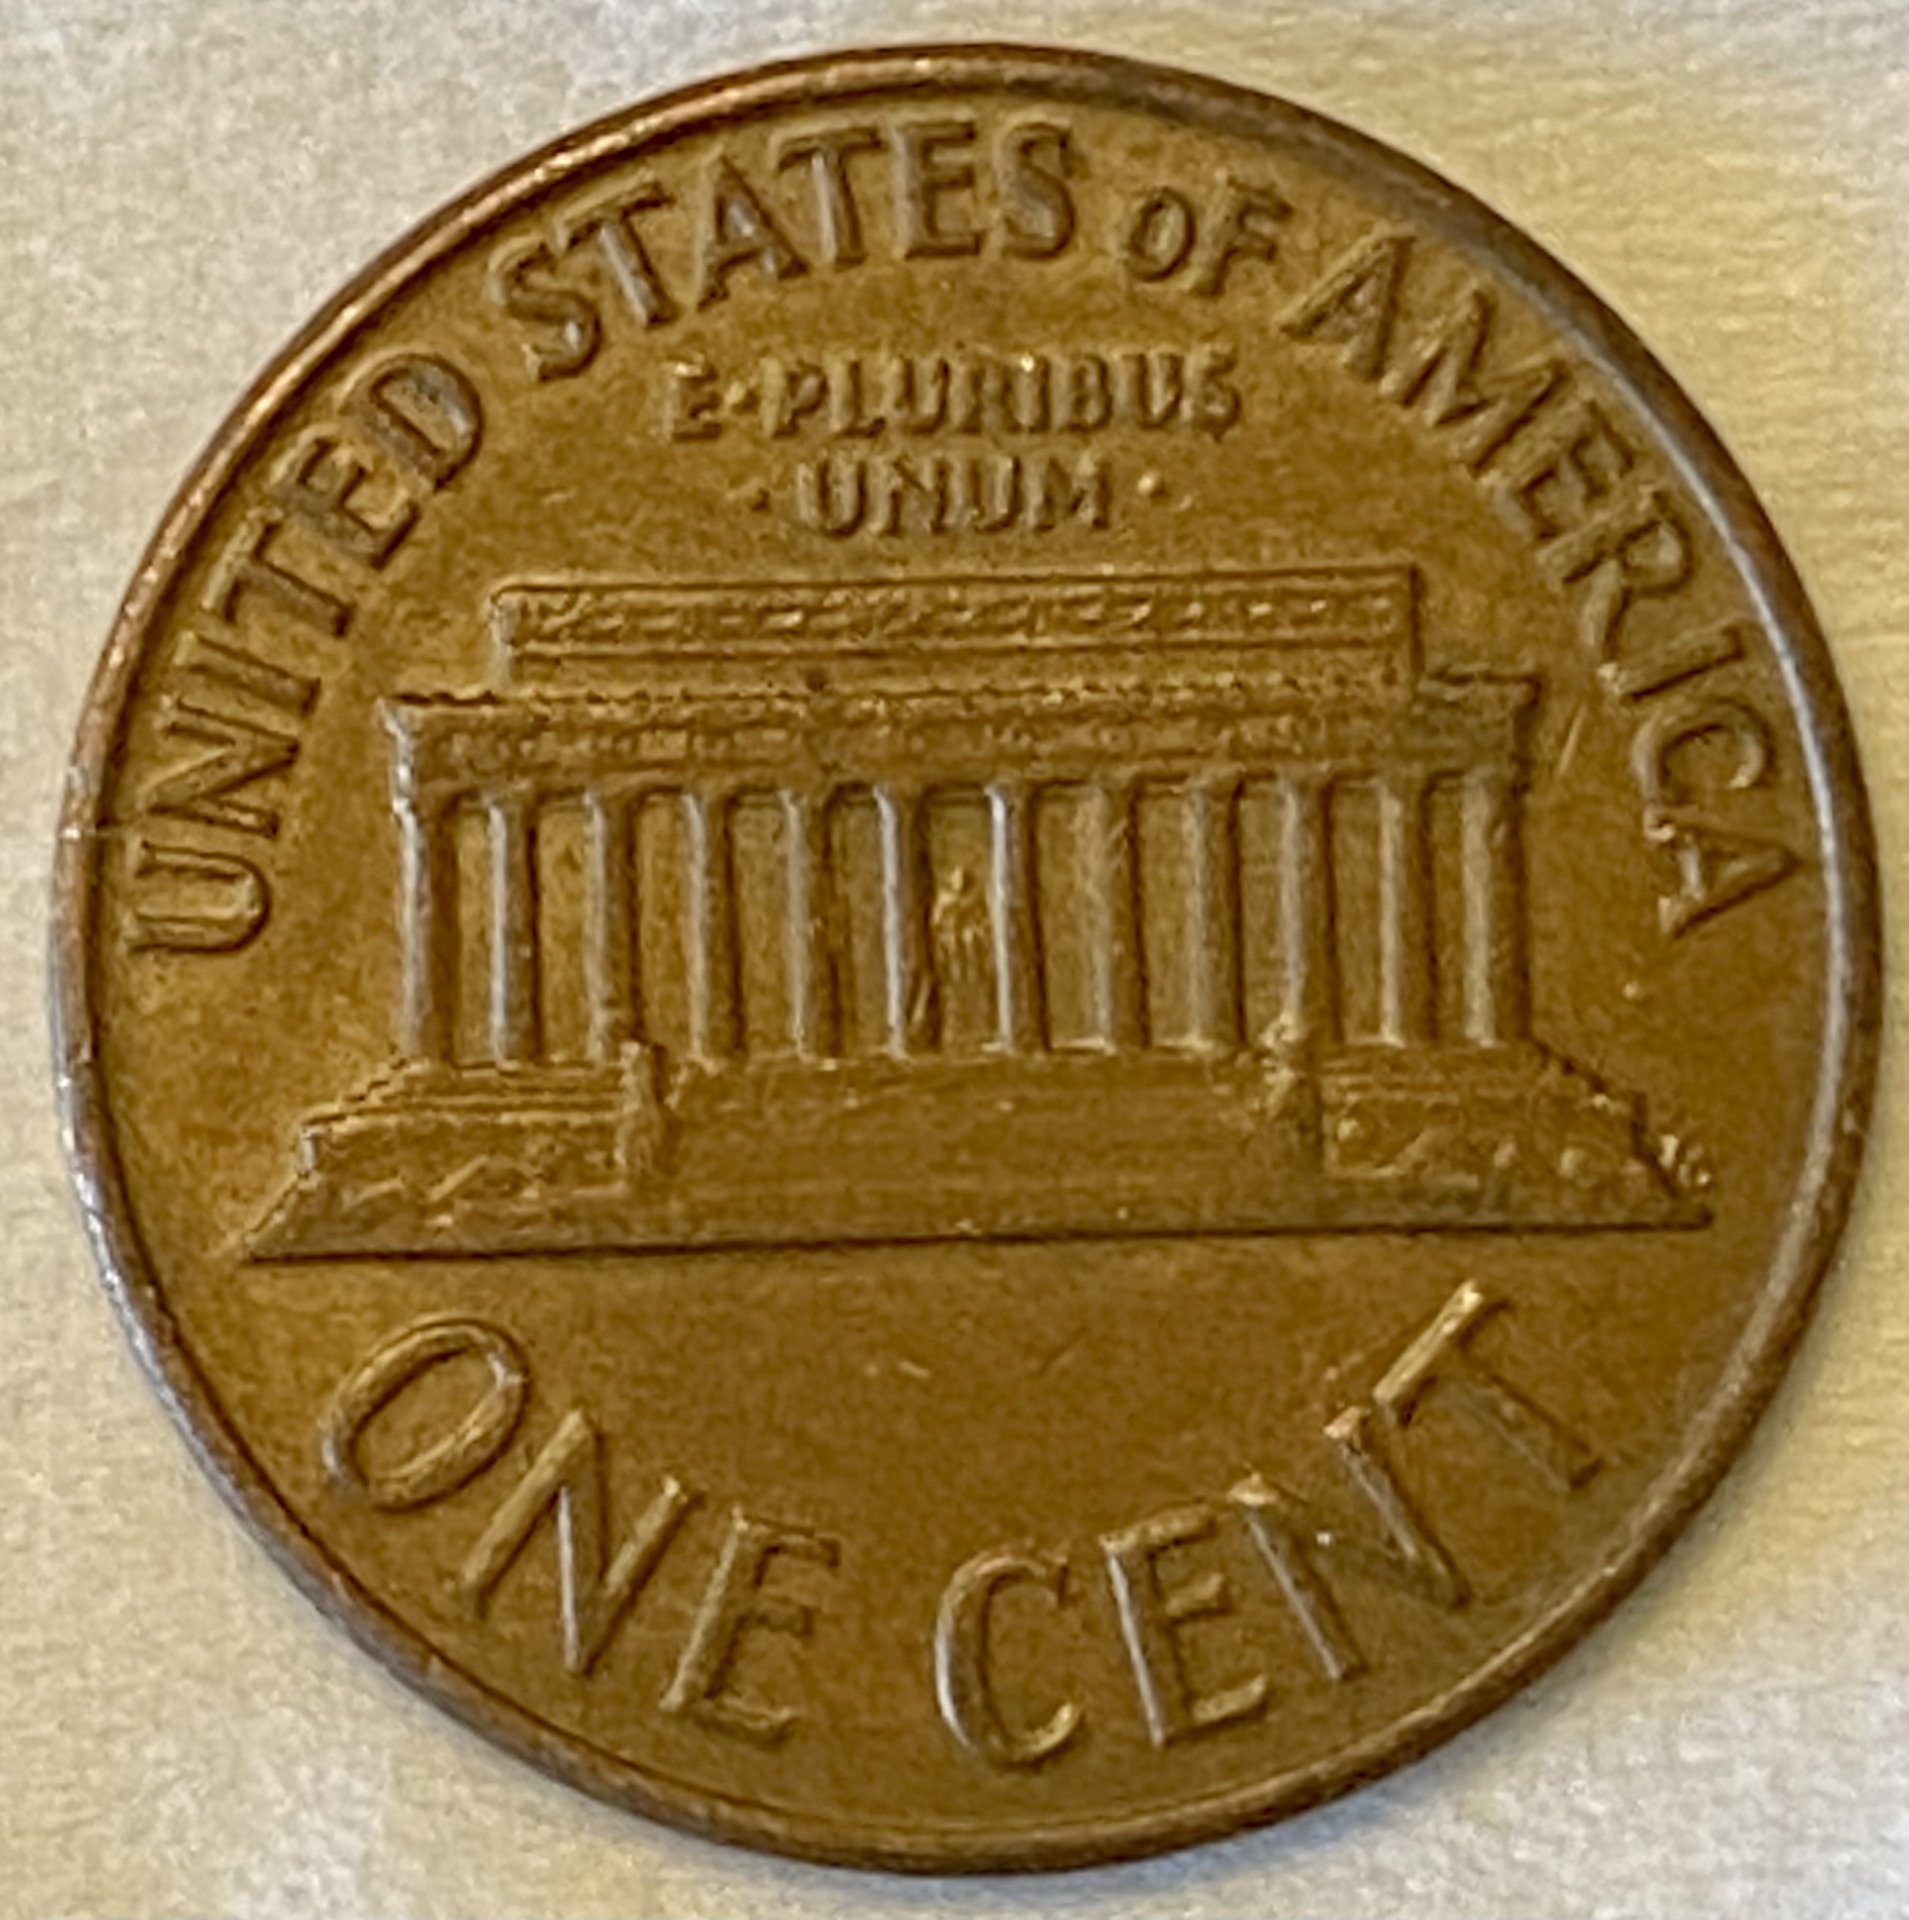 UNITED STATES OF AMERICA
E·PLURIBUS
·UNUM·
ONE CENT